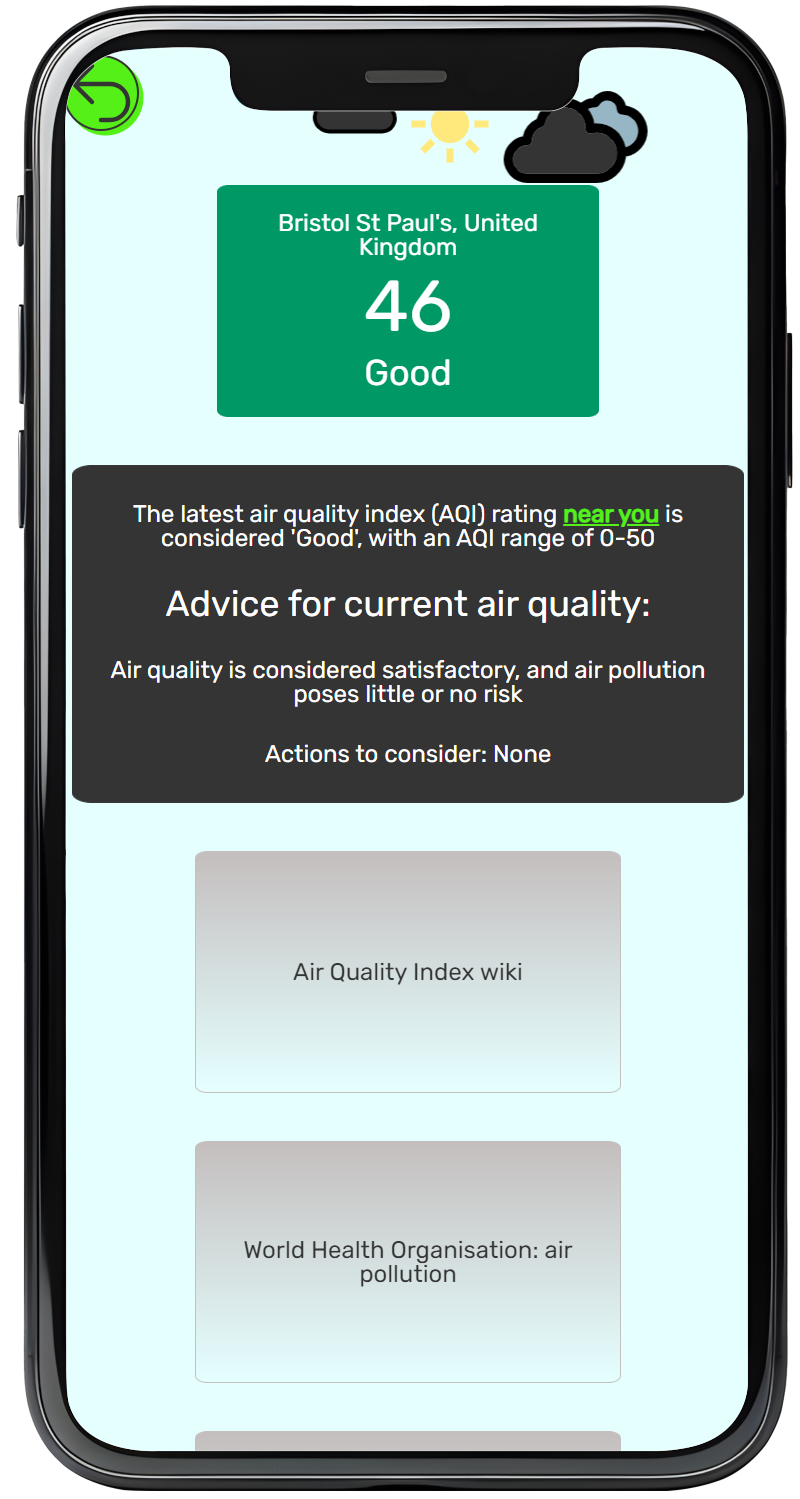 Bristol St Paul's, United
Kingdom
46
Good
The latest air quality index (AQI) rating near you is
considered 'Good', with an AQI range of 0-50
Advice for current air quality:
Air quality is considered satisfactory, and air pollution
poses little or no risk
Actions to consider: None
Air Quality Index wiki
World Health Organisation: air
pollution